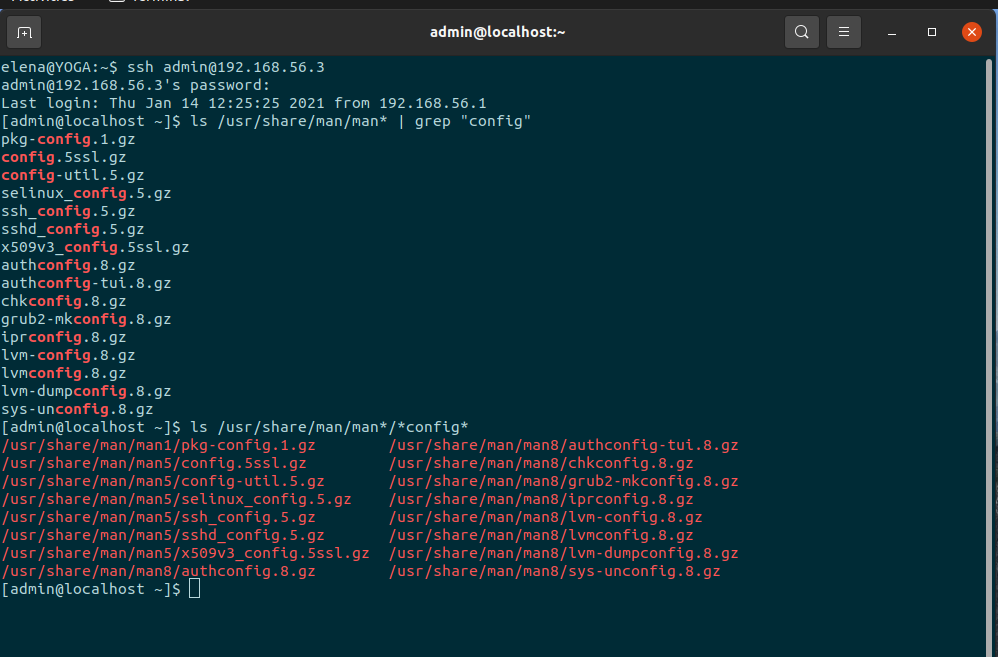 admin@localhost:~
elena@YOGA:~$ ssh admin@192.168.56.3
admin@192.168.56.3's password:
Last login: Thu Jan 14 12:25:25 2021 from 192.168.56.1
[admin@localhost ~]$ ls /usr/share/man/man* | grep "config"
pkg-config.1.gz
config.5ssl.gz
config-util.5.gz
selinux_config.5.gz
ssh_config.5.gz
sshd_config.5.gz
x509v3_config.5ssl.gz
authconfig.8.gz
authconfig-tui.8.gz
chkconfig.8.gz
grub2-mkconfig.8.gz
iprconfig.8.gz
lvm-config.8.gz
lvmconfig.8.gz
lvm-dumpconfig.8.gz
sys-unconfig.8.gz
[admin@localhost ~]$ ls /usr/share/man/man*/*config*
/usr/share/man/man1/pkg-config.1.gz /usr/share/man/man8/authconfig-tui.8.gz
/usr/share/man/man5/config.5ssl.gz /usr/share/man/man8/chkconfig.8.gz
/usr/share/man/man5/config-util.5.gz /usr/share/man/man8/grub2-mkconfig.8.gz
/usr/share/man/man5/selinux_config.5.gz /usr/share/man/man8/iprconfig.8.gz
/usr/share/man/man5/ssh_config.5.gz /usr/share/man/man8/lvm-config.8.gz
/usr/share/man/man5/sshd_config.5.gz /usr/share/man/man8/lvmconfig.8.gz
/usr/share/man/man5/x509v3_config.5ssl.gz /usr/share/man/man8/lvm-dumpconfig.8.gz
/usr/share/man/man8/authconfig.8.gz /usr/share/man/man8/sys-unconfig.8.gz
[admin@localhost ~]$